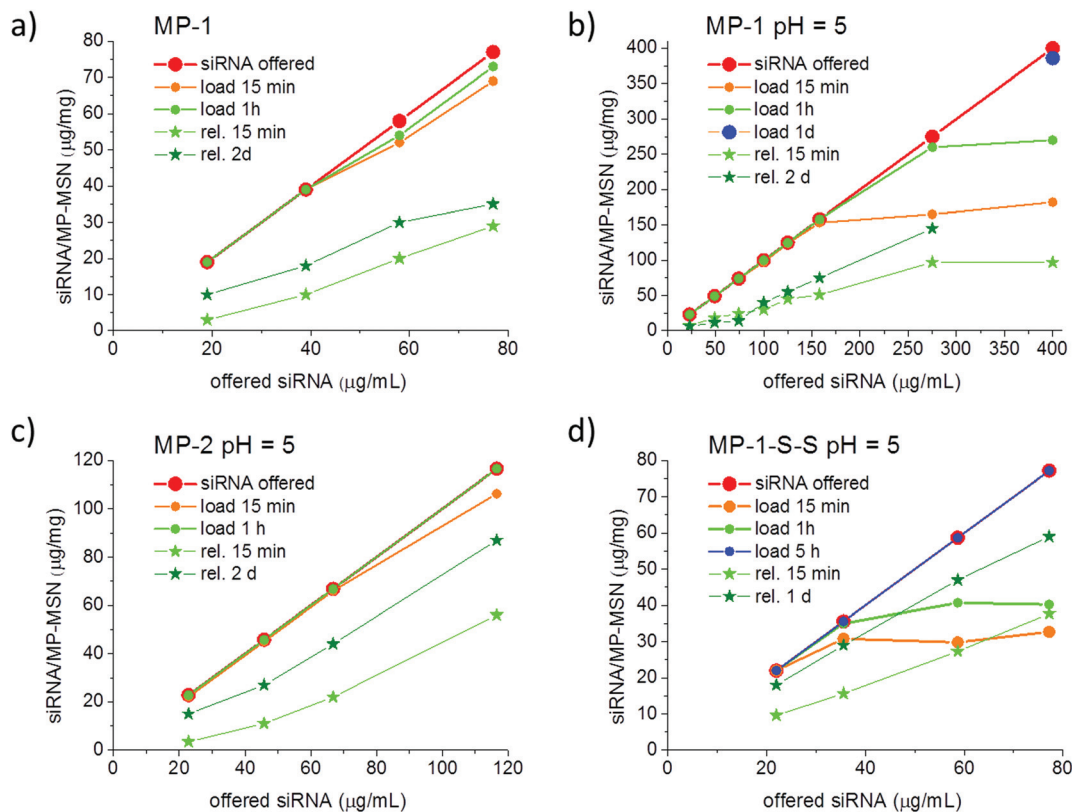 a)
MP-1
siRNA offered
load 15 min
load 1h
rel. 15 min
rel. 2d
80
70
60
50
40
30
20
10
0
0
20
40
60
80
siRNA/MP-MSN (μg/mg)
offered siRNA (μg/mL)
b)
MP-1 pH = 5
siRNA offered
load 15 min
load 1h
load 1d
rel. 15 min
rel. 2 d
400
350
300
250
200
150
100
50
0
0
50
100
150
200
250
300
350
400
siRNA/MP-MSN (μg/mg)
offered siRNA (μg/mL)
c)
MP-2 pH = 5
siRNA offered
load 15 min
load 1 h
rel. 15 min
rel. 2 d
120
100
80
60
40
20
0
0
20
40
60
80
100
120
siRNA/MP-MSN (μg/mg)
offered siRNA (μg/mL)
d)
MP-1-S-S pH = 5
siRNA offered
load 15 min
load 1h
load 5 h
rel. 15 min
rel. 1 d
80
70
60
50
40
30
20
10
0
0
20
40
60
80
siRNA/MP-MSN (μg/mg)
offered siRNA (μg/mL)